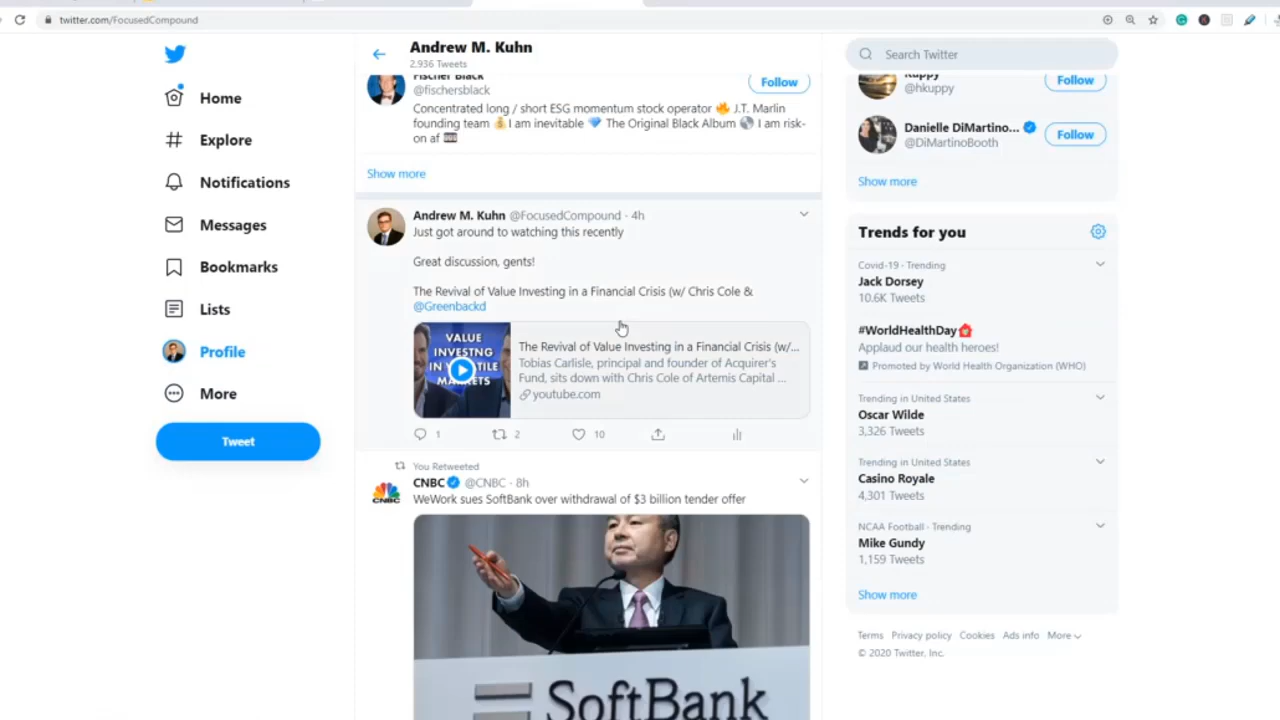 twitter.com/FocusedCompound
Home
Explore
Notifications
Messages
Bookmarks
Lists
Profile
More
Tweet
Andrew M. Kuhn
2,936 Tweets
Fischer Black
@fischersblack
Follow
Concentrated long / short ESG momentum stock operator 🔥 J.T. Marlin
founding team 💰 I am inevitable 💎 The Original Black Album 💿 I am risk-
on af
Show more
Andrew M. Kuhn @FocusedCompound · 4h
Just got around to watching this recently
Great discussion, gents!
The Revival of Value Investing in a Financial Crisis (w/ Chris Cole &
@Greenbackd
VALUE
INVESTNG
IN VOLATILE
MARKETS
The Revival of Value Investing in a Financial Crisis (w/...
Tobias Carlisle, principal and founder of Acquirer's
Fund, sits down with Chris Cole of Artemis Capital ...
youtube.com
1 2 10
You Retweeted
CNBC @CNBC · 8h
WeWork sues SoftBank over withdrawal of $3 billion tender offer
SoftBank
Search Twitter
Kuppy
@hkuppy
Follow
Danielle DiMartino...
@DiMartinoBooth
Follow
Show more
Trends for you
Covid-19 · Trending
Jack Dorsey
10.6K Tweets
#WorldHealthDay
Applaud our health heroes!
Promoted by World Health Organization (WHO)
Trending in United States
Oscar Wilde
3,326 Tweets
Trending in United States
Casino Royale
4,301 Tweets
NCAA Football · Trending
Mike Gundy
1,159 Tweets
Show more
Terms Privacy policy Cookies Ads info More
© 2020 Twitter, Inc.